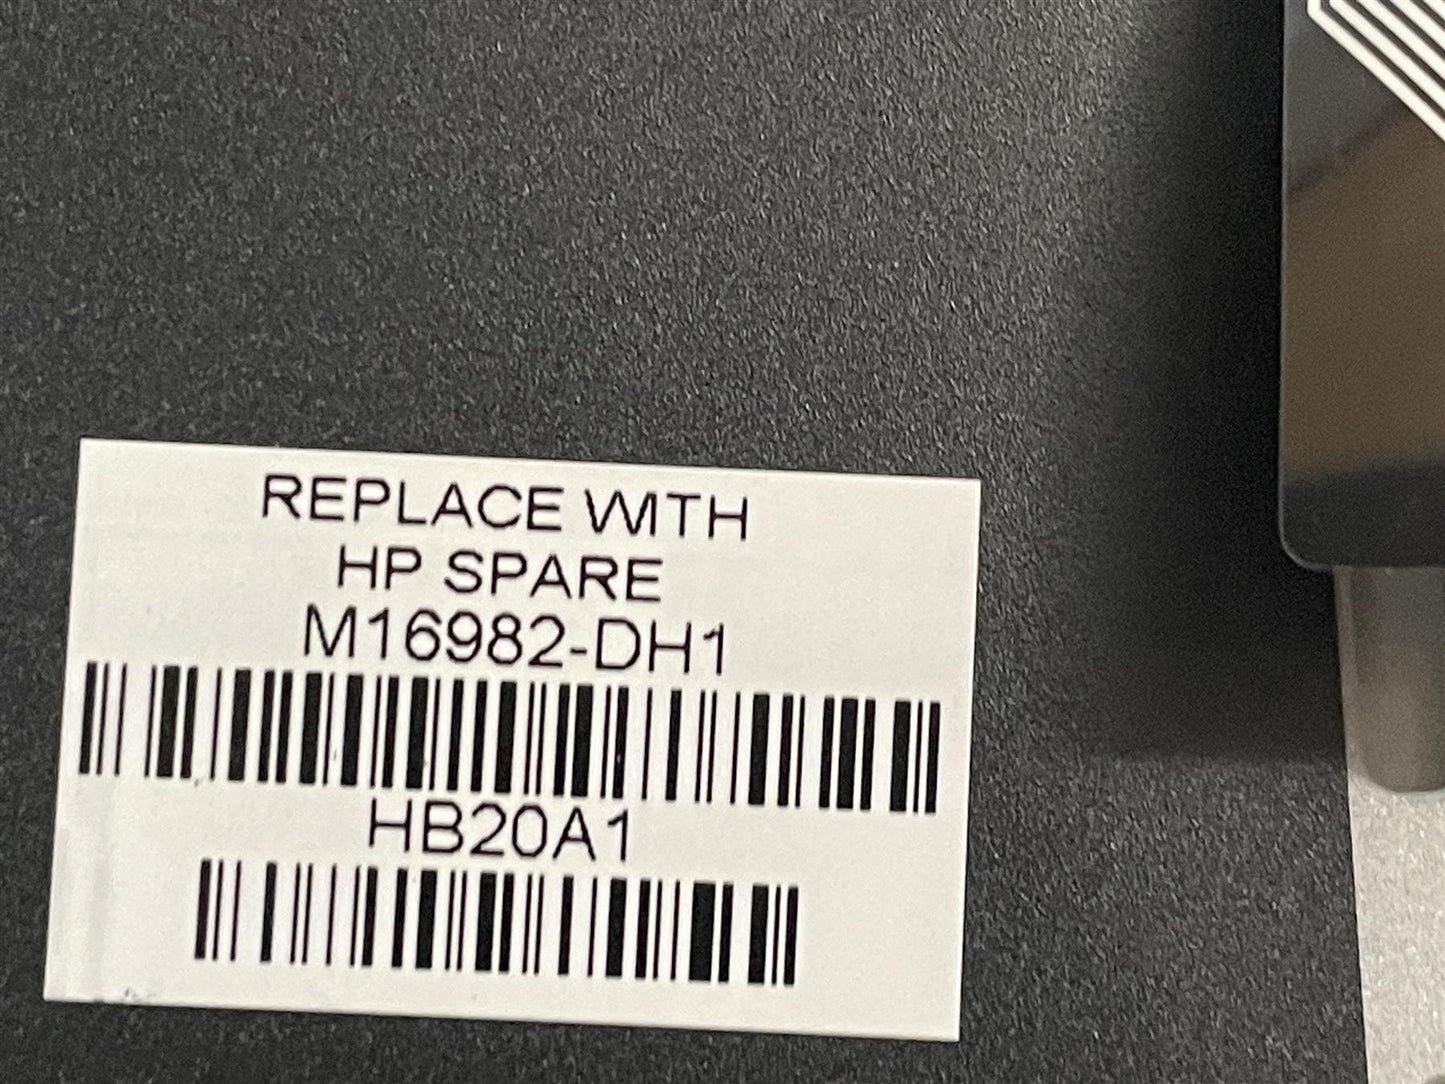 REPLACE WITH
HP SPARE
M16982-DH1
HB20A1